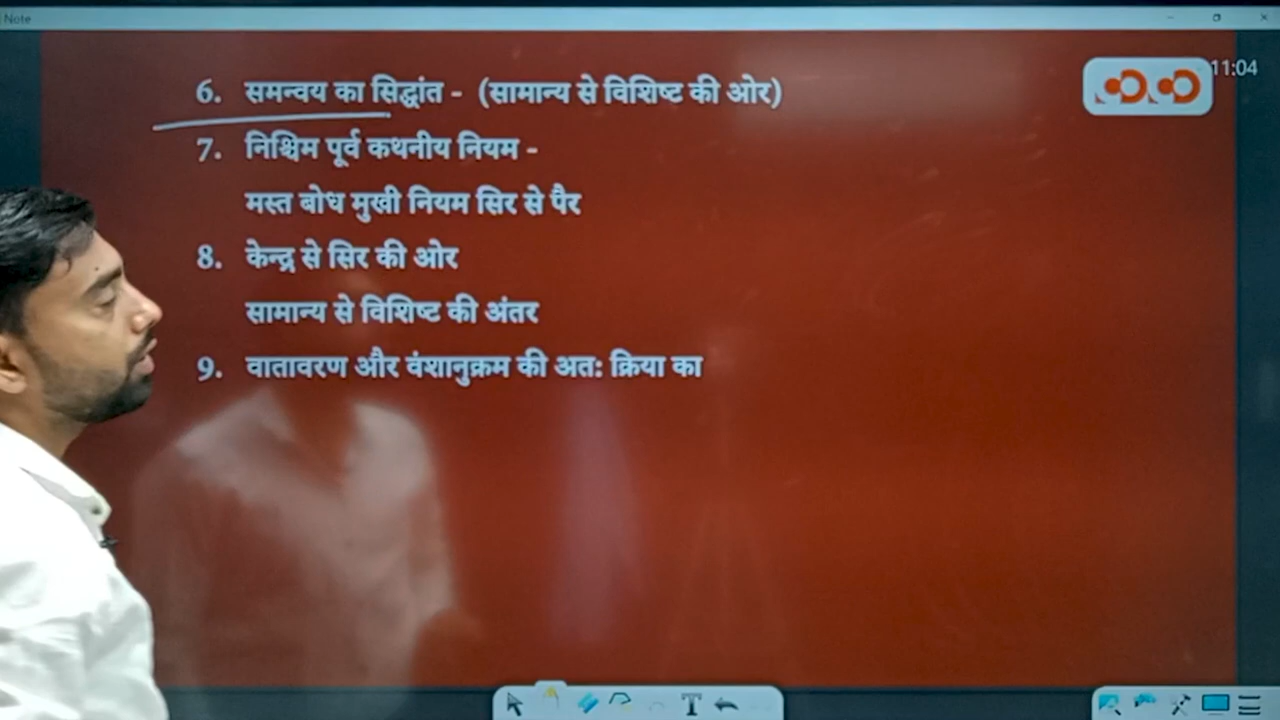 Note
11:04
6. समन्वय का सिद्धांत - (सामान्य से विशिष्ट की ओर)
7. निश्चिम पूर्व कथनीय नियम -
मस्त बोध मुखी नियम सिर से पैर
8. केन्द्र से सिर की ओर
सामान्य से विशिष्ट की अंतर
9. वातावरण और वंशानुक्रम की अत: क्रिया का